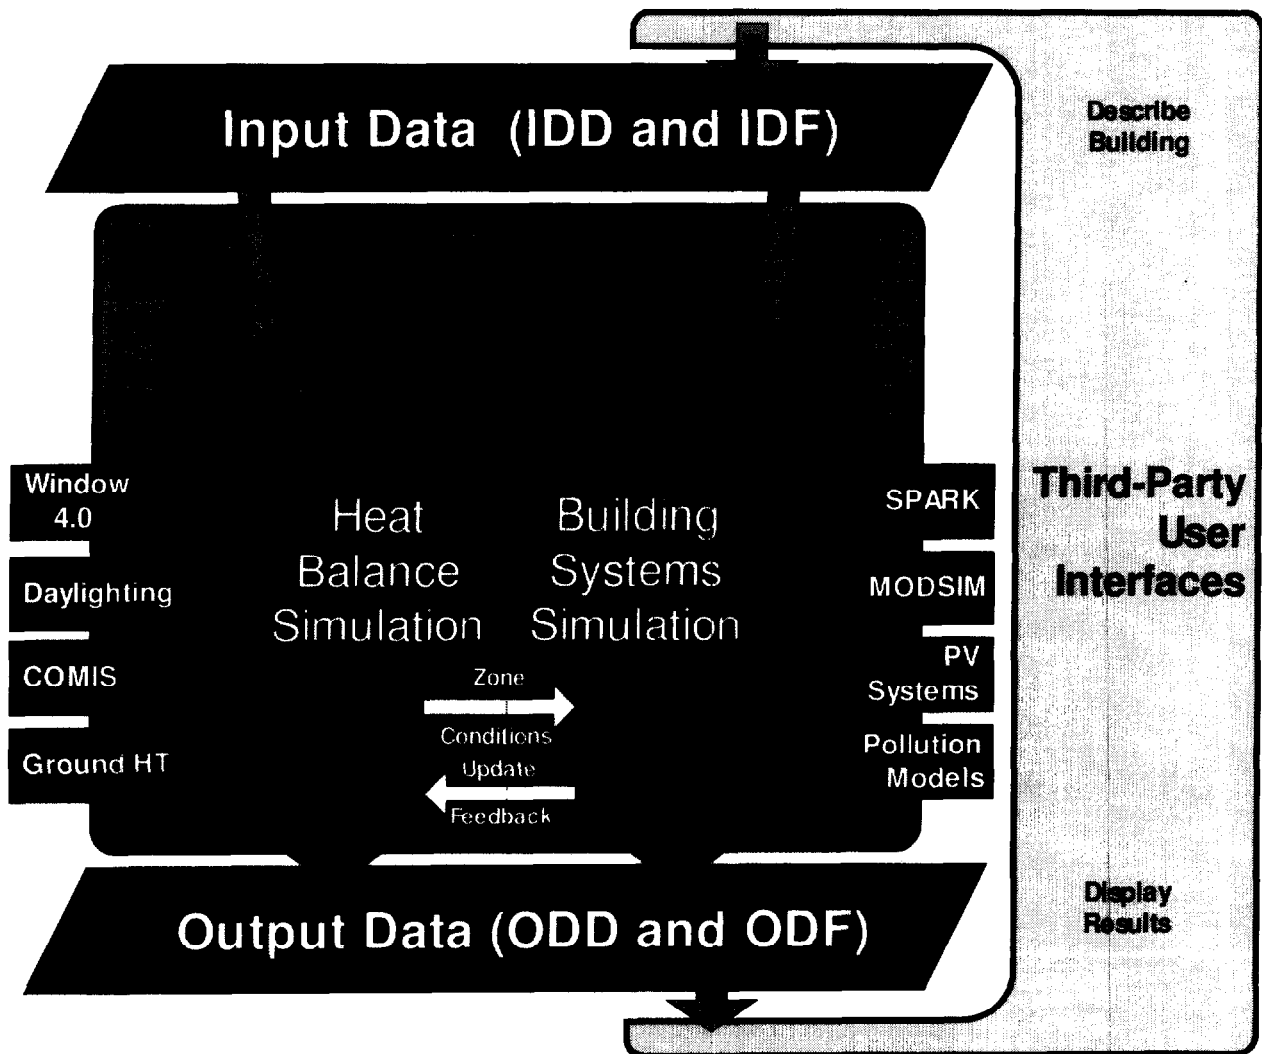 Input Data (IDD and IDF)
Describe
Building
Window
4.0
Daylighting
COMIS
Ground HT
Heat
Balance
Simulation
Building
Systems
Simulation
Zone
Conditions
Update
Feedback
SPARK
MODSIM
PV
Systems
Pollution
Models
Third-Party
User
Interfaces
Output Data (ODD and ODF)
Display
Results